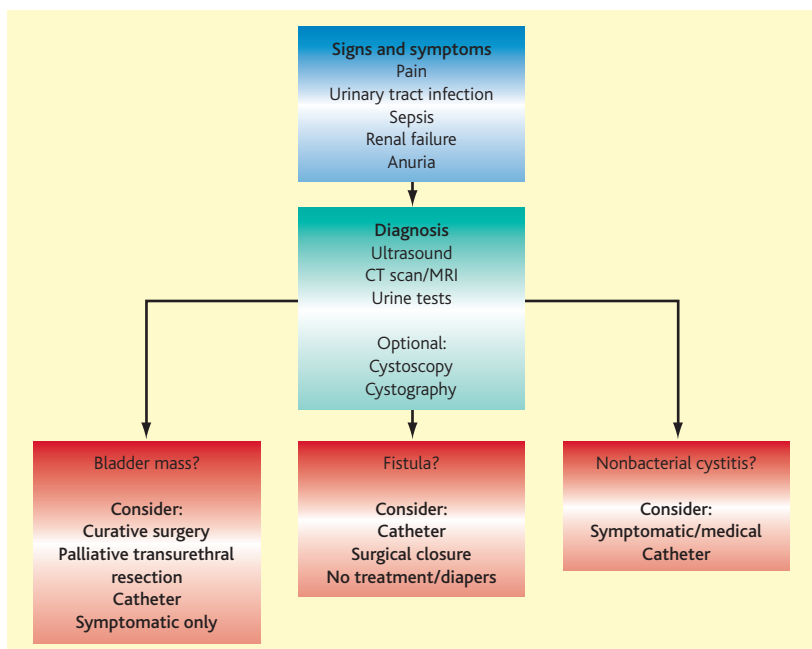 Signs and symptoms
Pain
Urinary tract infection
Sepsis
Renal failure
Anuria
Diagnosis
Ultrasound
CT scan/MRI
Urine tests
Optional:
Cystoscopy
Cystography
Bladder mass?
Consider:
Curative surgery
Palliative transurethral
resection
Catheter
Symptomatic only
Fistula?
Consider:
Catheter
Surgical closure
No treatment/diapers
Nonbacterial cystitis?
Consider:
Symptomatic/medical
Catheter